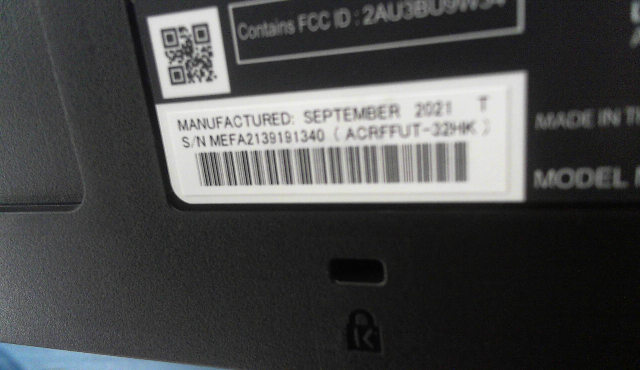 Contains FCC ID : 2AU3BU9W34
MANUFACTURED: SEPTEMBER 2021 T
S/N MEFA2139191340 ( ACRFFUT-32HK )
MADE IN
MODEL
K